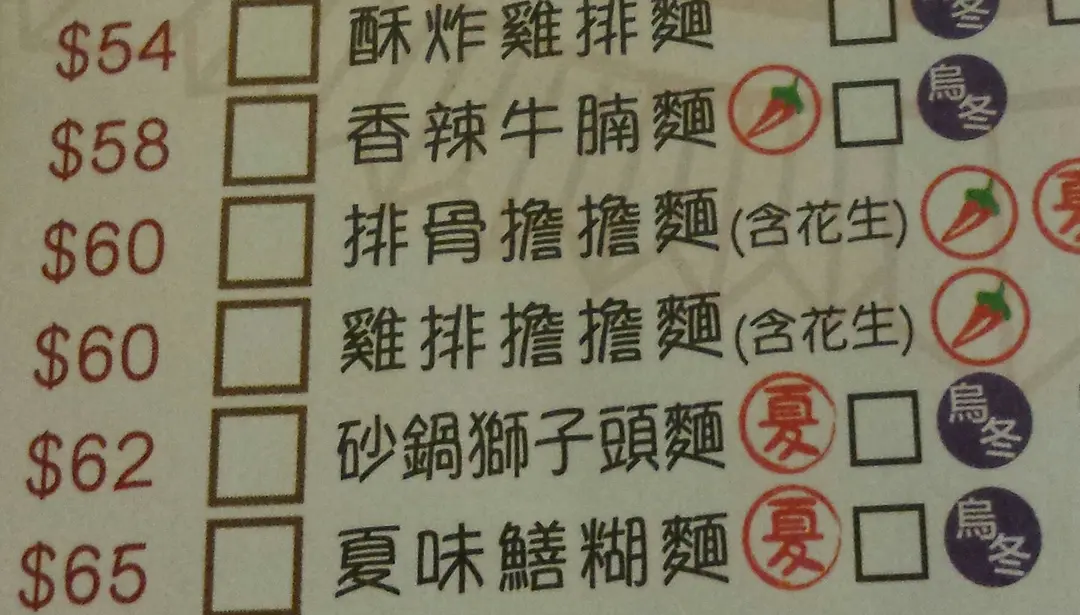 $54 酥炸雞排麵 烏冬
$58 香辣牛腩麵 烏冬
$60 排骨擔擔麵(含花生) 夏
$60 雞排擔擔麵(含花生)
$62 砂鍋獅子頭麵 夏 烏冬
$65 夏味鱔糊麵 夏 烏冬